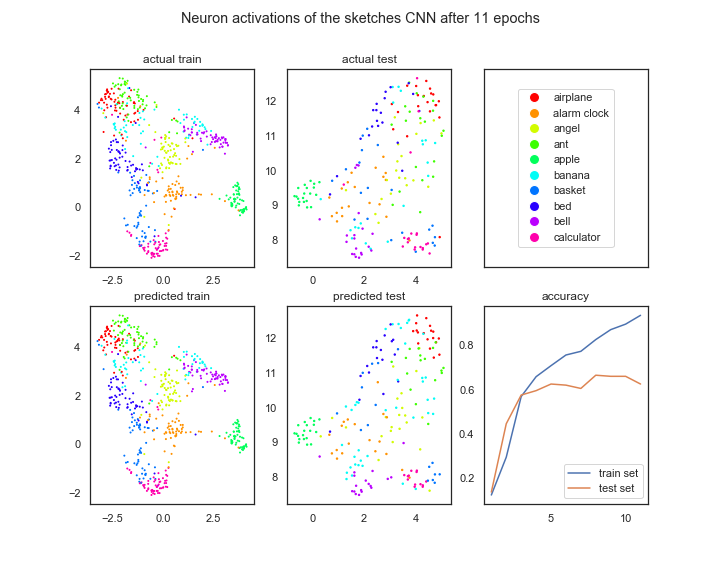 Neuron activations of the sketches CNN after 11 epochs
actual train
4
2
0
−2
−2.5 0.0 2.5
actual test
12
11
10
9
8
0 2 4
airplane
alarm clock
angel
ant
apple
banana
basket
bed
bell
calculator
predicted train
4
2
0
−2
−2.5 0.0 2.5
predicted test
12
11
10
9
8
0 2 4
accuracy
0.8
0.6
0.4
0.2
train set
test set
5 10